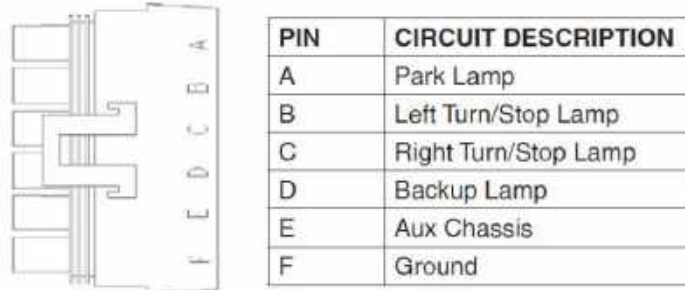 A
B
C
D
E
F
PIN CIRCUIT DESCRIPTION
A Park Lamp
B Left Turn/Stop Lamp
C Right Turn/Stop Lamp
D Backup Lamp
E Aux Chassis
F Ground